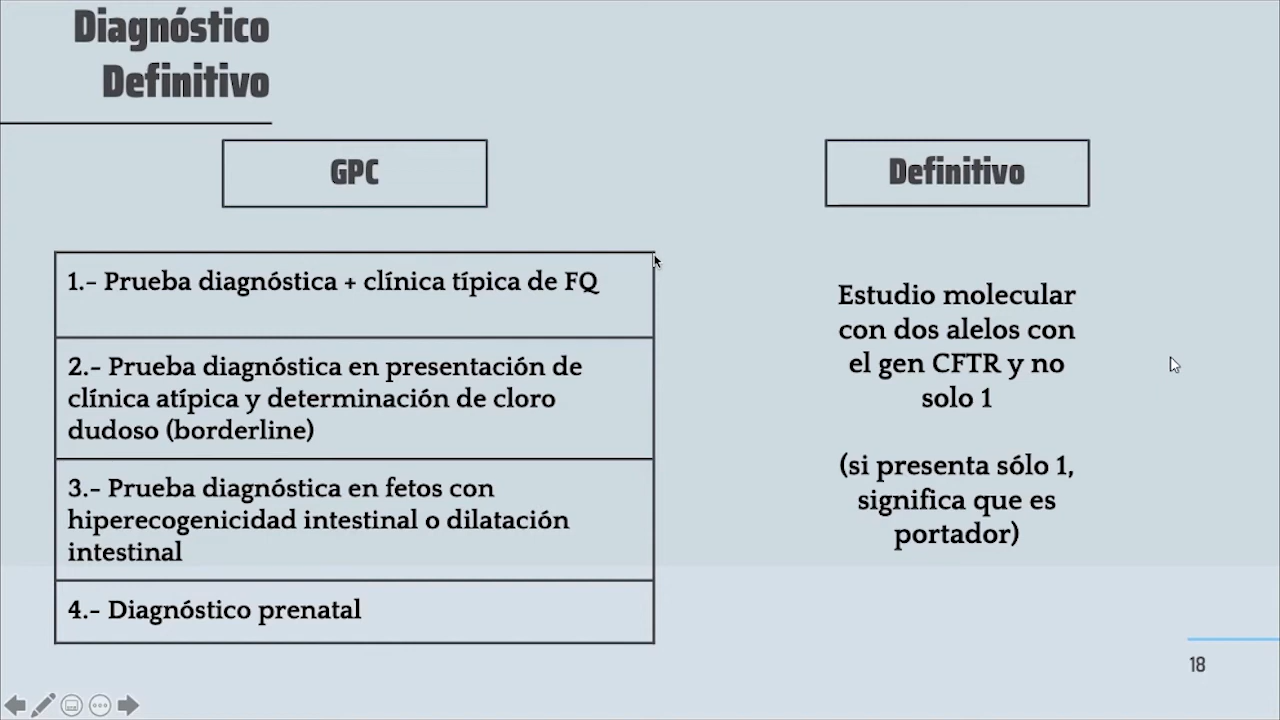 Diagnóstico
Definitivo
GPC
1.- Prueba diagnóstica + clínica típica de FQ
2.- Prueba diagnóstica en presentación de
clínica atípica y determinación de cloro
dudoso (borderline)
3.- Prueba diagnóstica en fetos con
hiperecogenicidad intestinal o dilatación
intestinal
4.- Diagnóstico prenatal
Definitivo
Estudio molecular
con dos alelos con
el gen CFTR y no
solo 1
(si presenta sólo 1,
significa que es
portador)
18